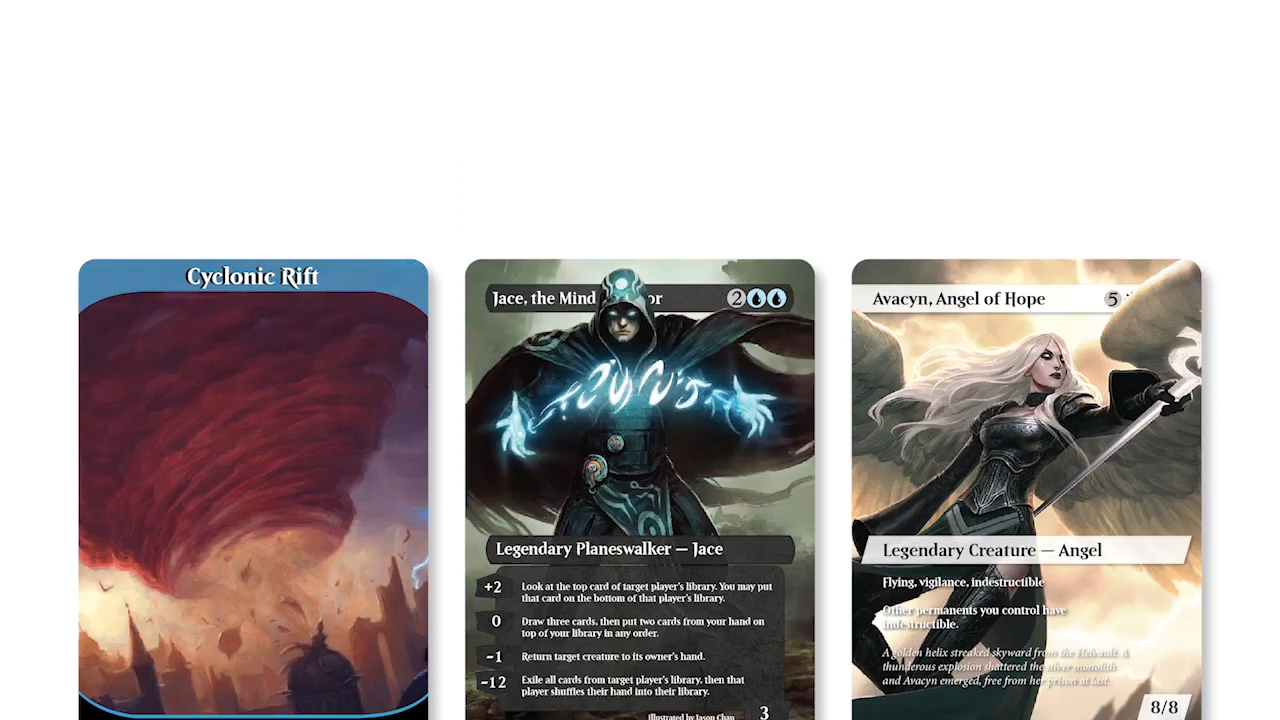 Cyclonic Rift
Jace, the Mind or 2
Legendary Planeswalker — Jace
+2 Look at the top card of target player's library. You may put
that card on the bottom of that player's library.
0 Draw three cards, then put two cards from your hand on
top of your library in any order.
−1 Return target creature to its owner's hand.
−12 Exile all cards from target player's library, then that
player shuffles their hand into their library.
Illustrated by Jason Chan 3
Avacyn, Angel of Hope 5
Legendary Creature — Angel
Flying, vigilance, indestructible
Other permanents you control have
indestructible.
A golden helix streaked skyward from the Helvault. A
thunderous explosion shattered the silver monolith
and Avacyn emerged, free from her prison at last.
8/8